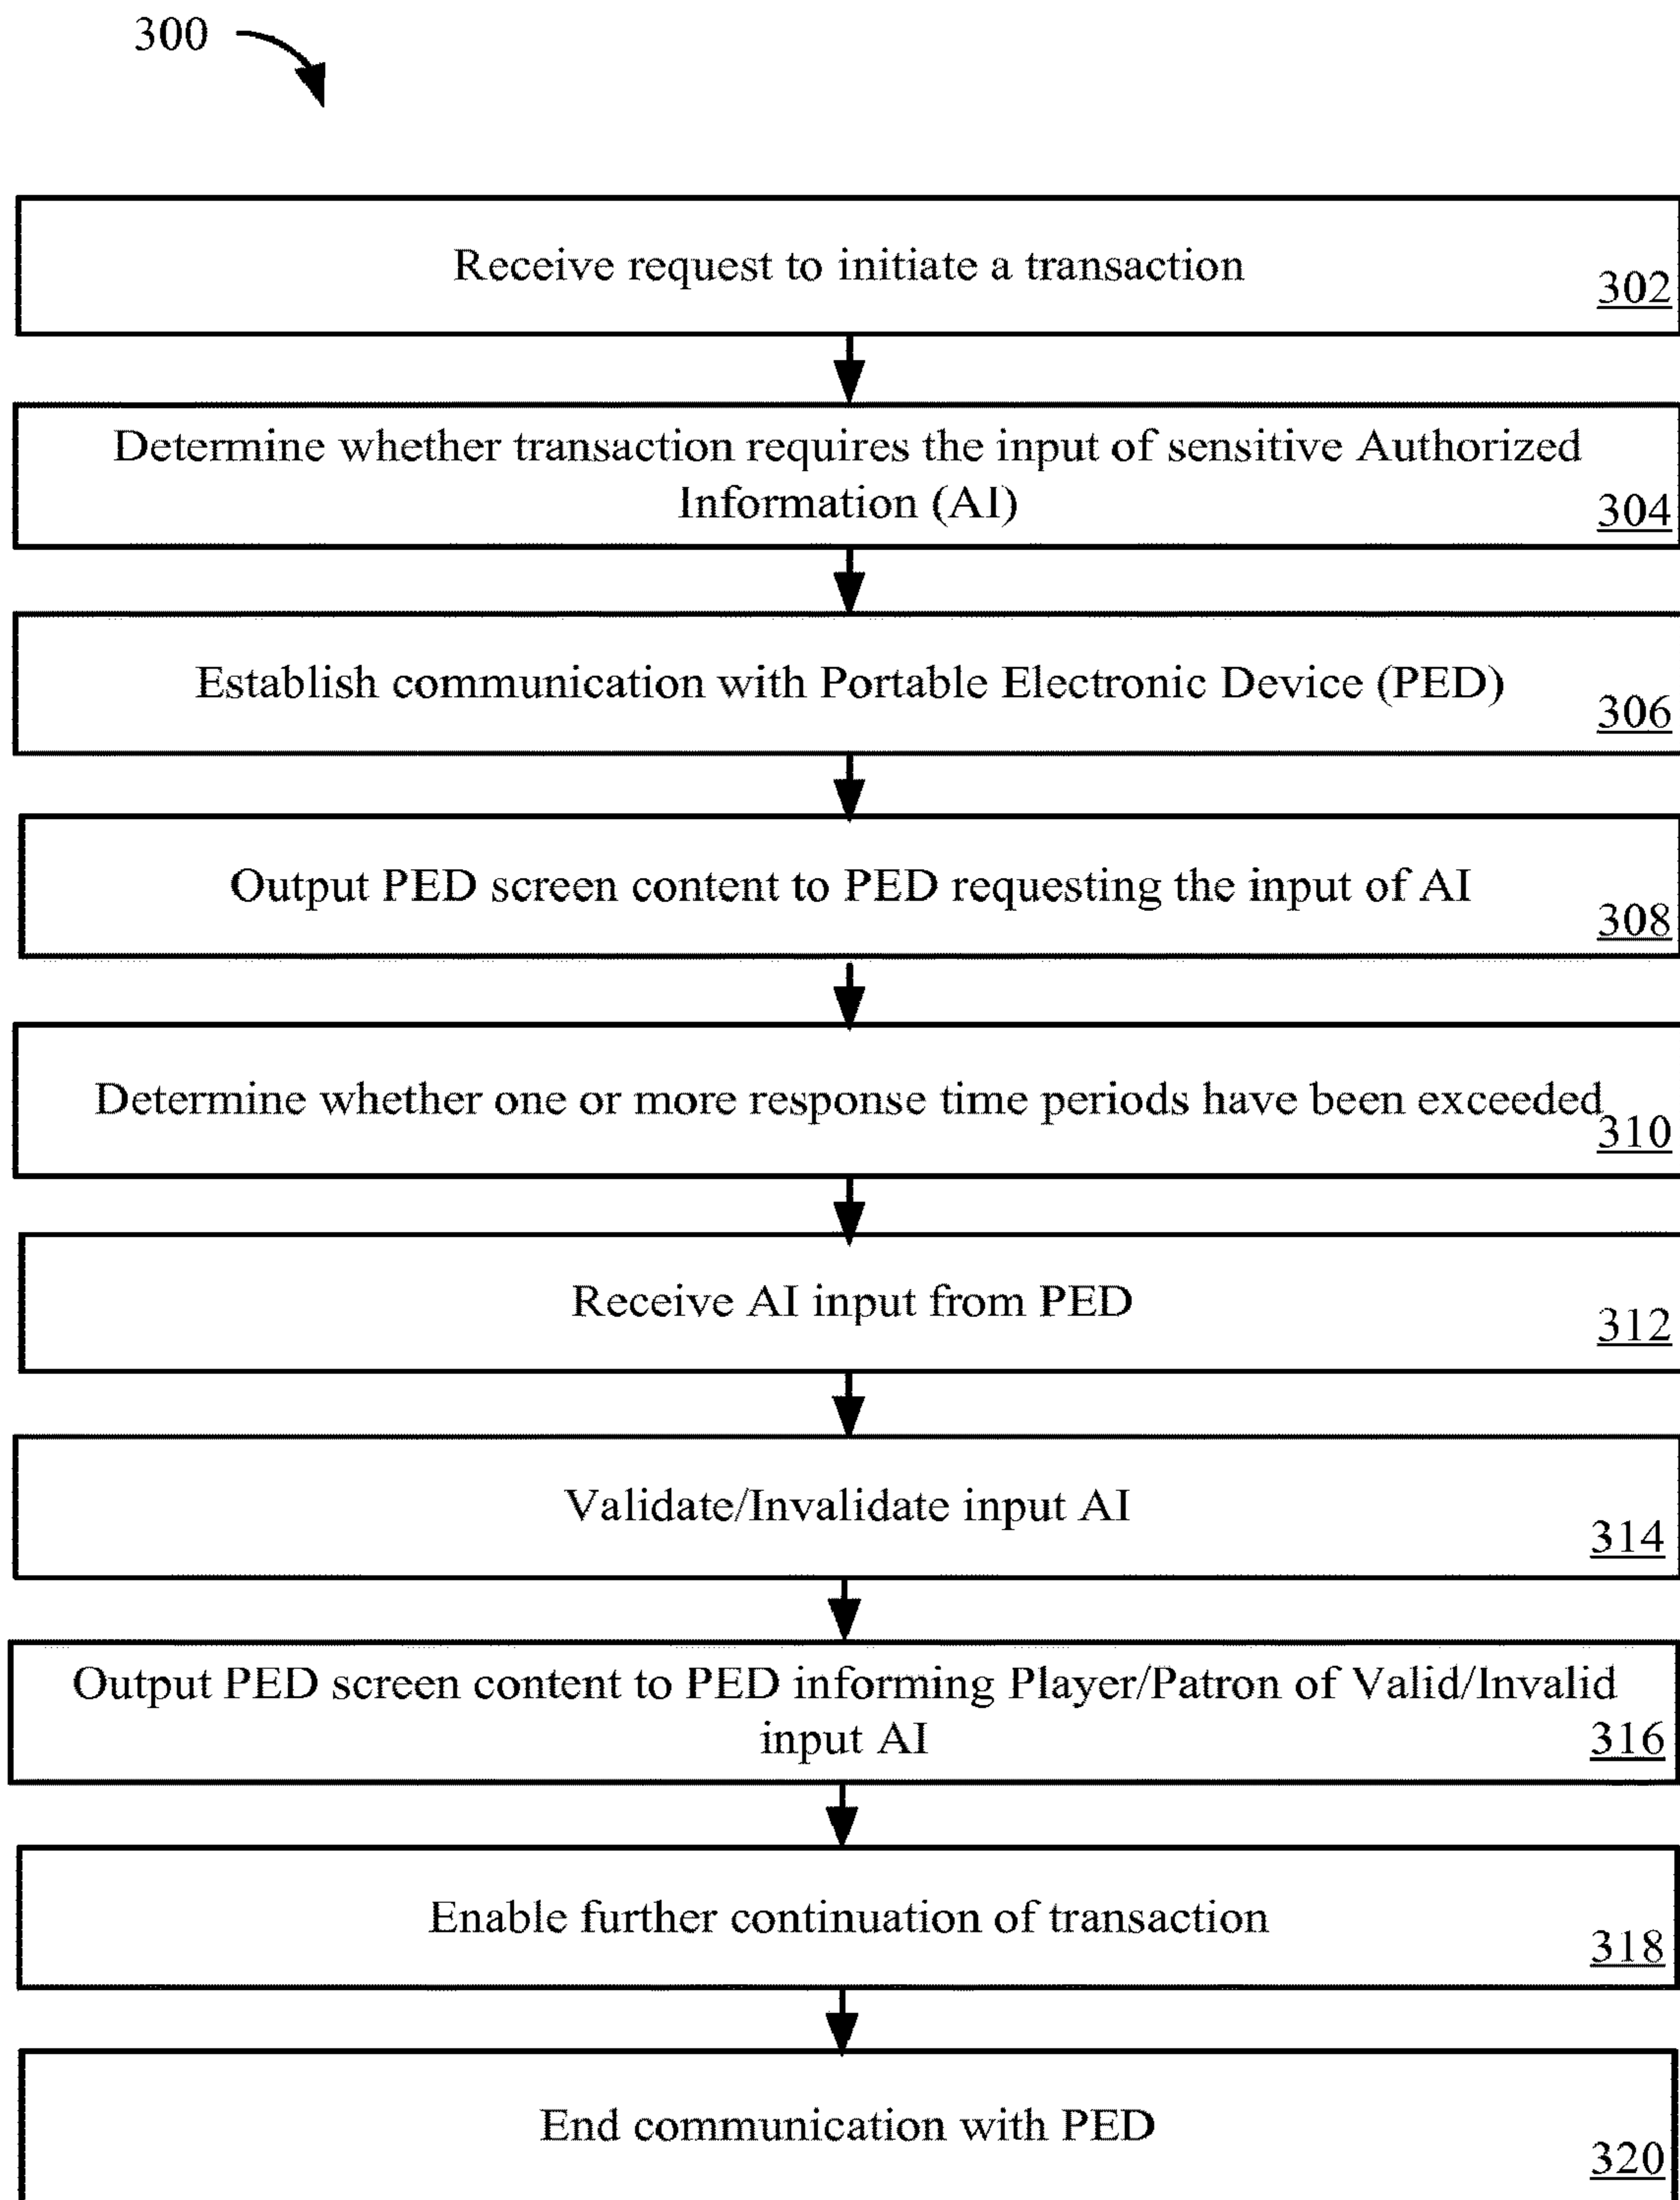 300
Receive request to initiate a transaction
302
Determine whether transaction requires the input of sensitive Authorized
Information (AI)
304
Establish communication with Portable Electronic Device (PED)
306
Output PED screen content to PED requesting the input of AI
308
Determine whether one or more response time periods have been exceeded
310
Receive AI input from PED
312
Validate/Invalidate input AI
314
Output PED screen content to PED informing Player/Patron of Valid/Invalid
input AI
316
Enable further continuation of transaction
318
End communication with PED
320